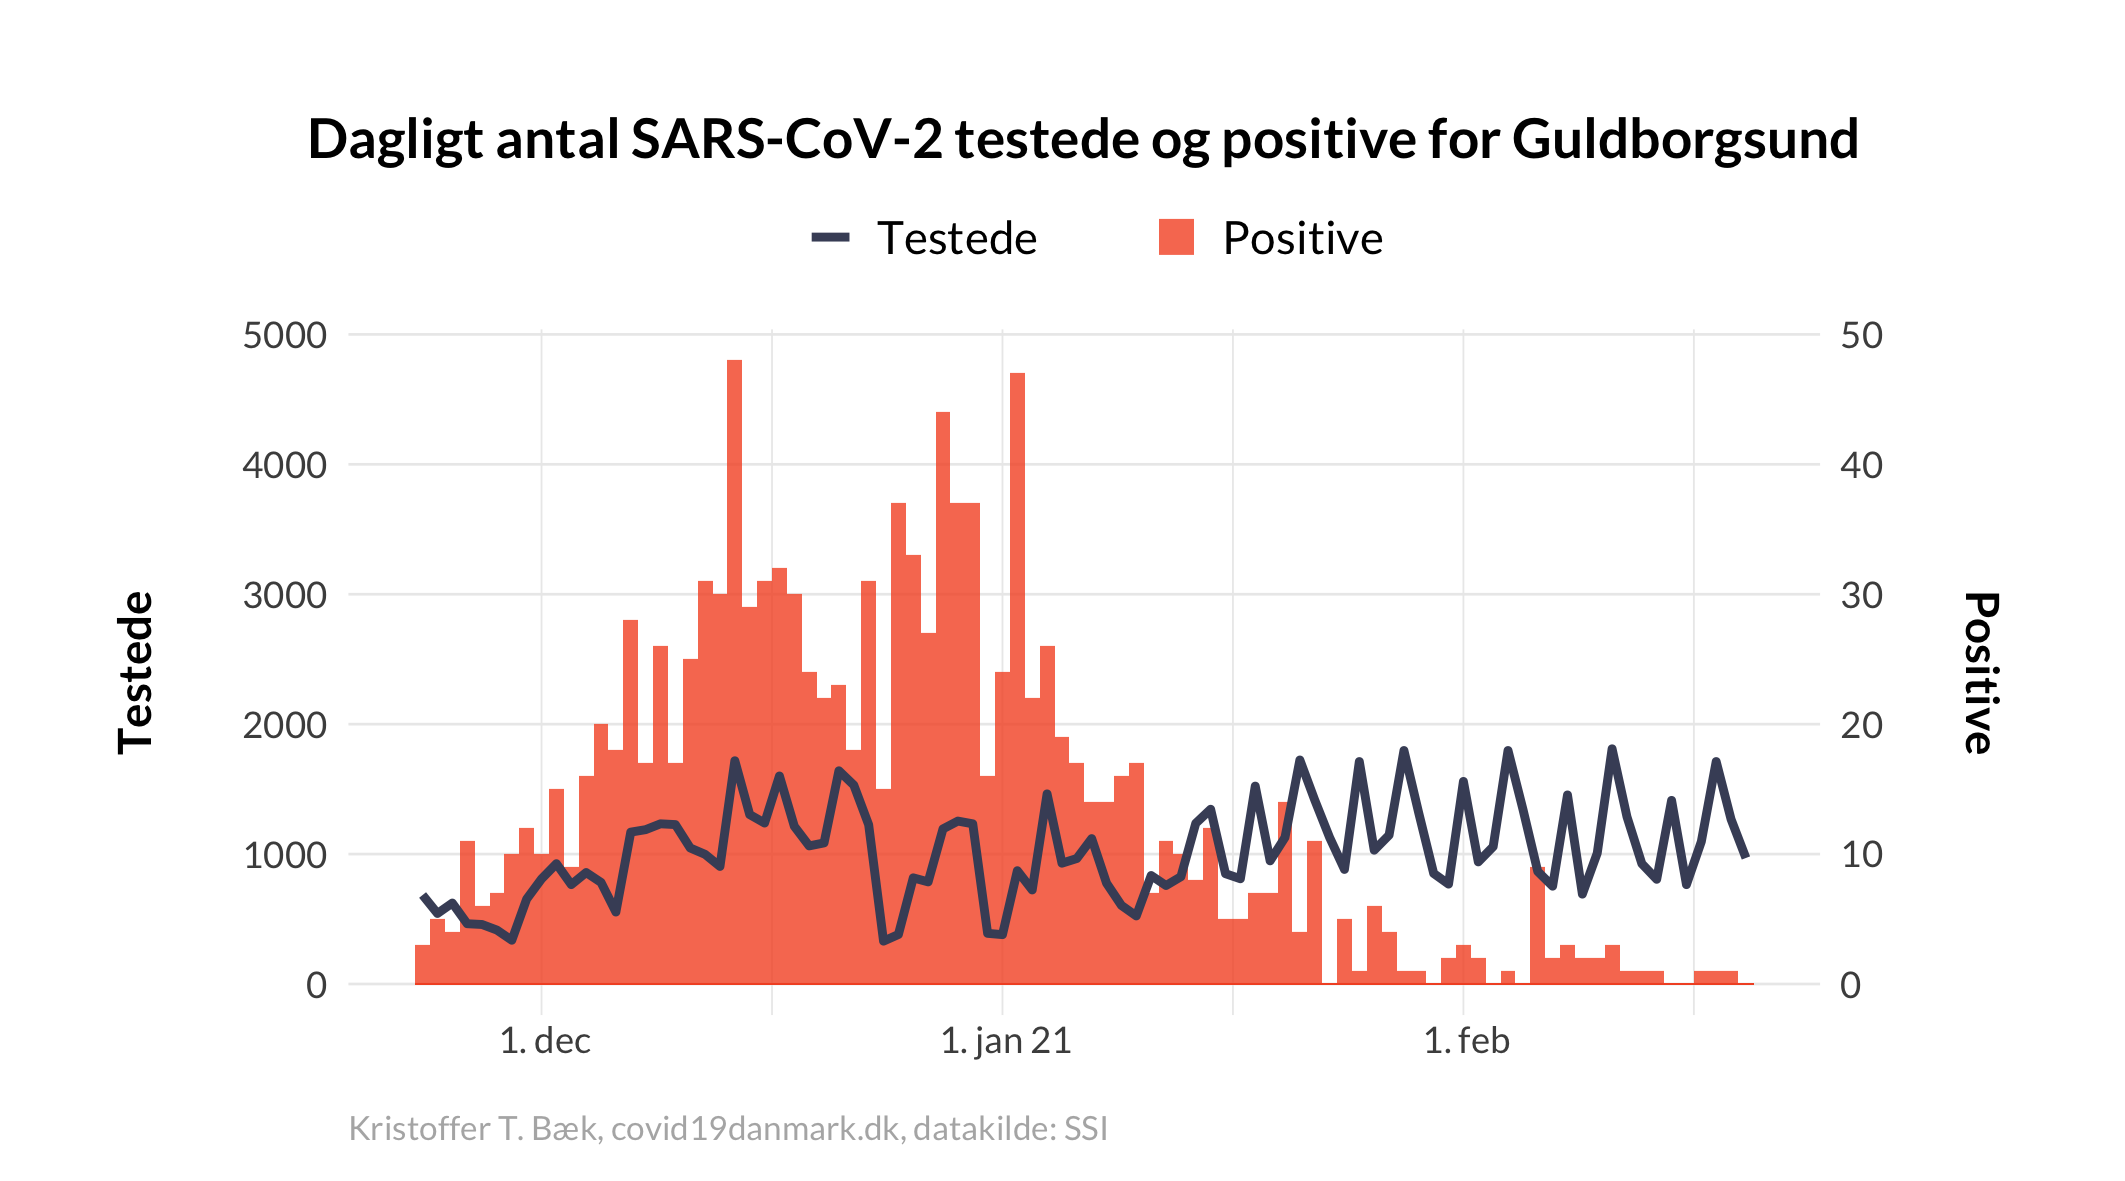 Dagligt antal SARS-CoV-2 testede og positive for Guldborgsund
Testede Positive
5000 50
4000 40
3000 30
2000 20
1000 10
0 0
Testede
Positive
1. dec 1. jan 21 1. feb
Kristoffer T. Bæk, covid19danmark.dk, datakilde: SSI